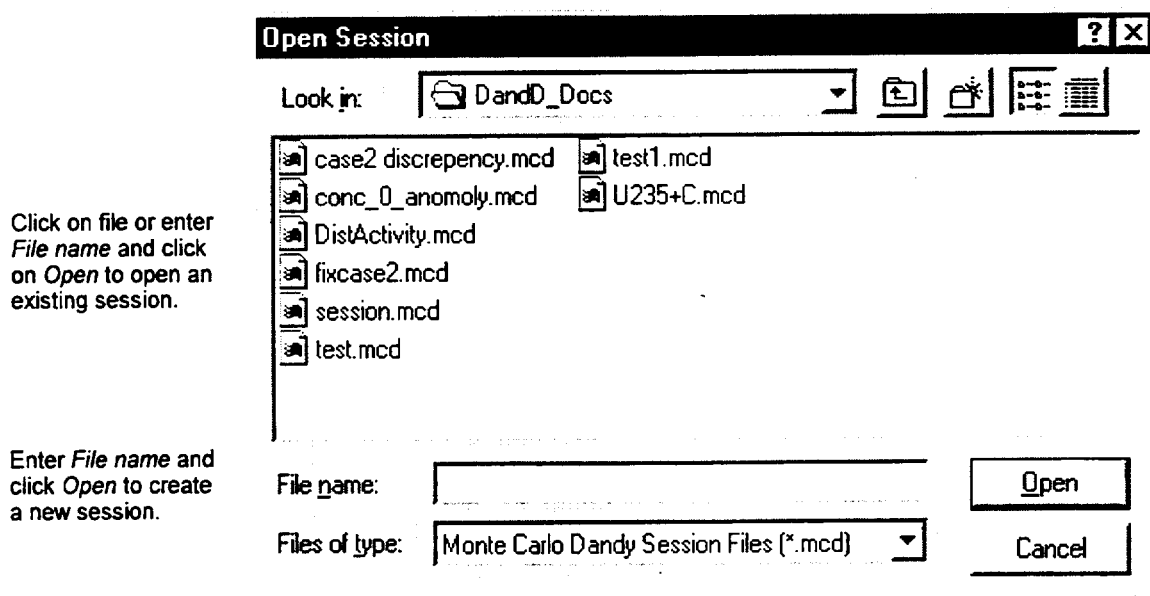 Open Session
Look in: DandD_Docs
case2 discrepency.mcd
conc_0_anomoly.mcd
DistActivity.mcd
fixcase2.mcd
session.mcd
test.mcd
test1.mcd
U235+C.mcd
Click on file or enter
File name and click
on Open to open an
existing session.
Enter File name and
click Open to create
a new session.
File name:
Open
Files of type: Monte Carlo Dandy Session Files (*.mcd)
Cancel